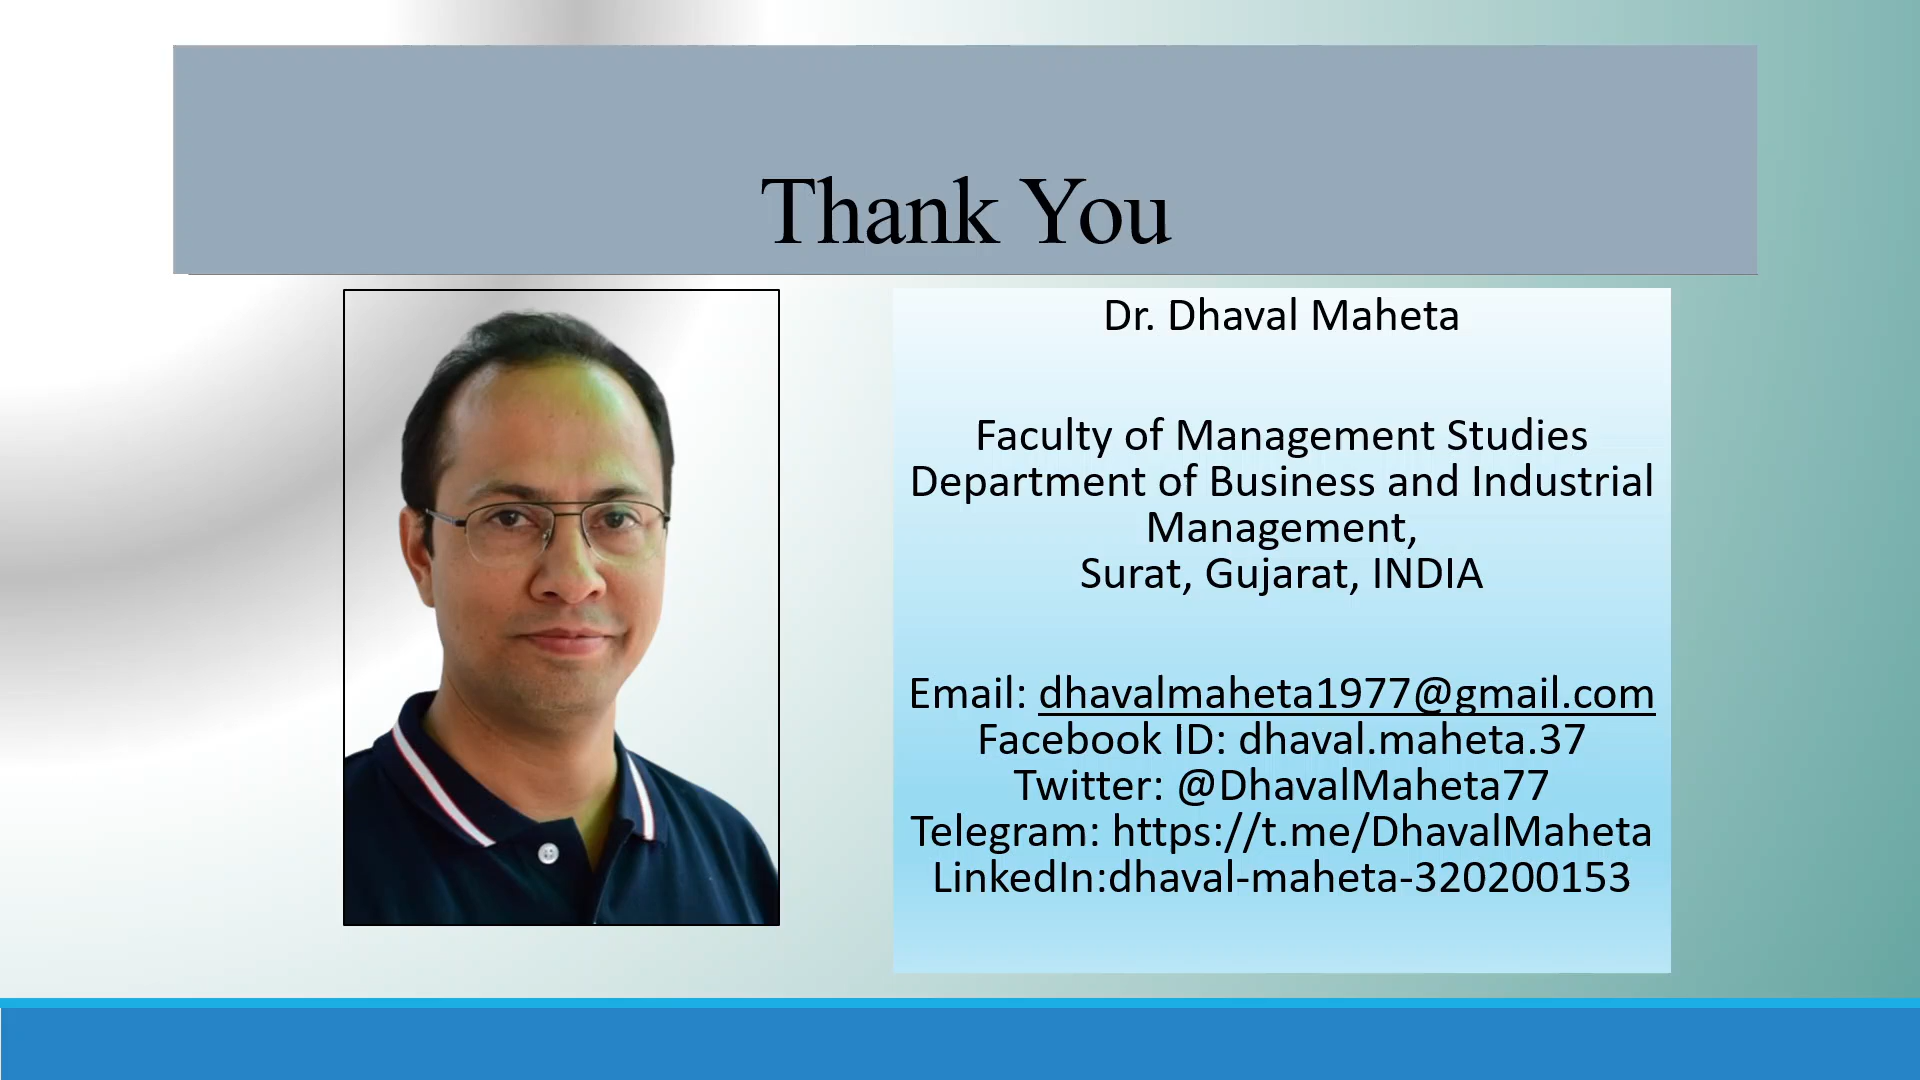 Thank You
Dr. Dhaval Maheta
Faculty of Management Studies
Department of Business and Industrial
Management,
Surat, Gujarat, INDIA
Email: dhavalmaheta1977@gmail.com
Facebook ID: dhaval.maheta.37
Twitter: @DhavalMaheta77
Telegram: https://t.me/DhavalMaheta
LinkedIn:dhaval-maheta-320200153